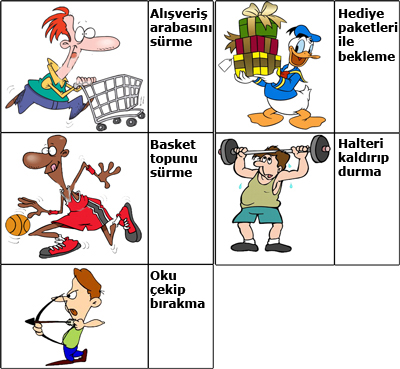 Alışveriş
arabasını
sürme
Hediye
paketleri
ile
bekleme
Basket
topunu
sürme
Halteri
kaldırıp
durma
Oku
çekip
bırakma